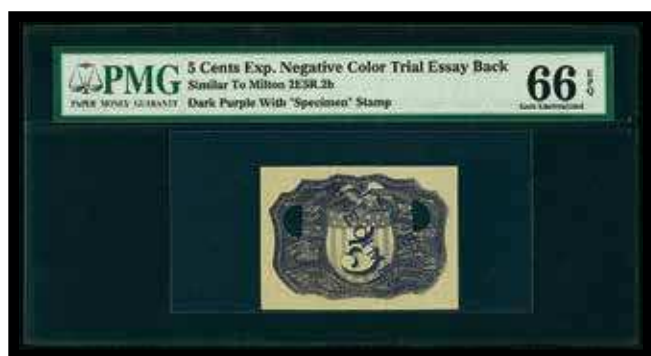 PMG
PAPER MONEY GUARANTY
5 Cents Exp. Negative Color Trial Essay Back
Similar To Milton 2E5R.2b
Dark Purple With "Specimen" Stamp
66 EPQ
Gem Uncirculated
5